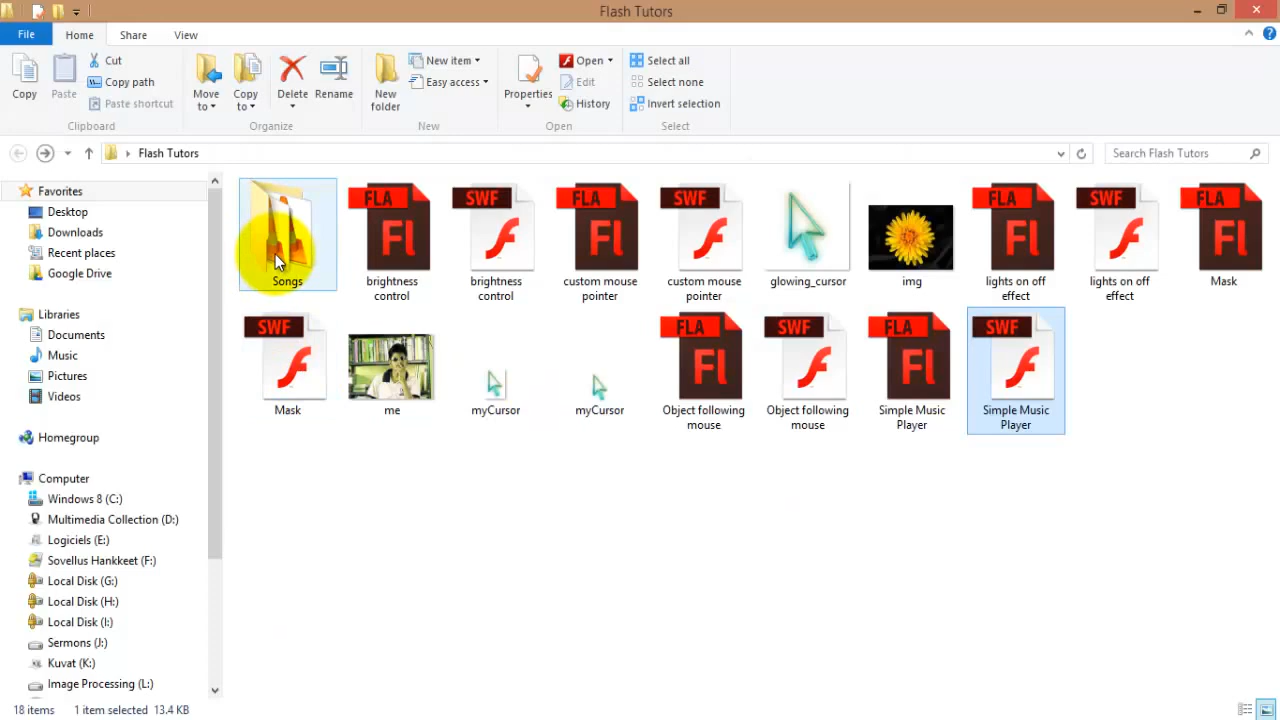 Flash Tutors
File Home Share View
Copy Paste Cut Copy path Paste shortcut
Move to Copy to Delete Rename
New folder New item Easy access
Properties Open Edit History
Select all Select none Invert selection
Clipboard Organize New Open Select
Flash Tutors Search Flash Tutors
Favorites
Desktop
Downloads
Recent places
Google Drive
Libraries
Documents
Music
Pictures
Videos
Homegroup
Computer
Windows 8 (C:)
Multimedia Collection (D:)
Logiciels (E:)
Sovellus Hankkeet (F:)
Local Disk (G:)
Local Disk (H:)
Local Disk (I:)
Sermons (J:)
Kuvat (K:)
Image Processing (L:)
FLA SWF FLA SWF FLA SWF FLA
Fl Fl Fl Fl
Songs brightness control brightness control custom mouse pointer custom mouse pointer glowing_cursor img lights on off effect lights on off effect Mask
SWF FLA SWF FLA SWF
Fl Fl
Mask me myCursor myCursor Object following mouse Object following mouse Simple Music Player Simple Music Player
18 items 1 item selected 13.4 KB